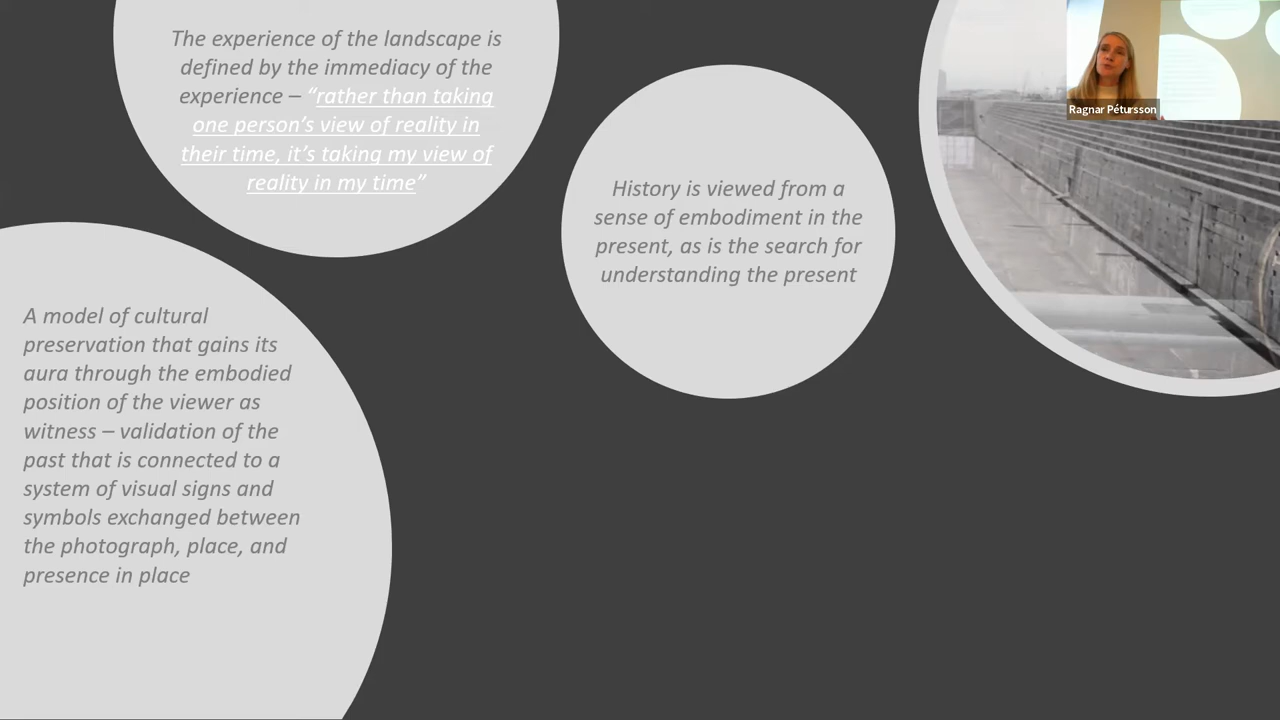 The experience of the landscape is
defined by the immediacy of the
experience – “rather than taking
one person’s view of reality in
their time, it’s taking my view of
reality in my time”
History is viewed from a
sense of embodiment in the
present, as is the search for
understanding the present
A model of cultural
preservation that gains its
aura through the embodied
position of the viewer as
witness – validation of the
past that is connected to a
system of visual signs and
symbols exchanged between
the photograph, place, and
presence in place
Ragnar Pétursson